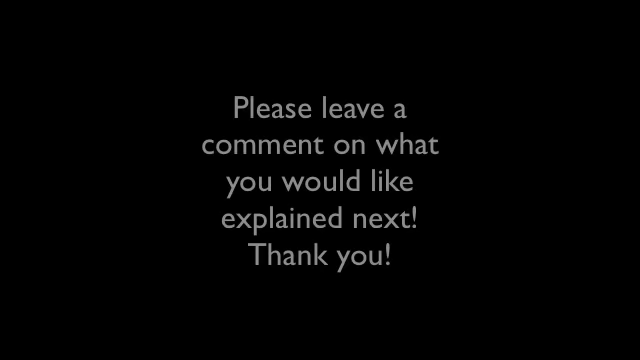 Please leave a
comment on what
you would like
explained next!
Thank you!